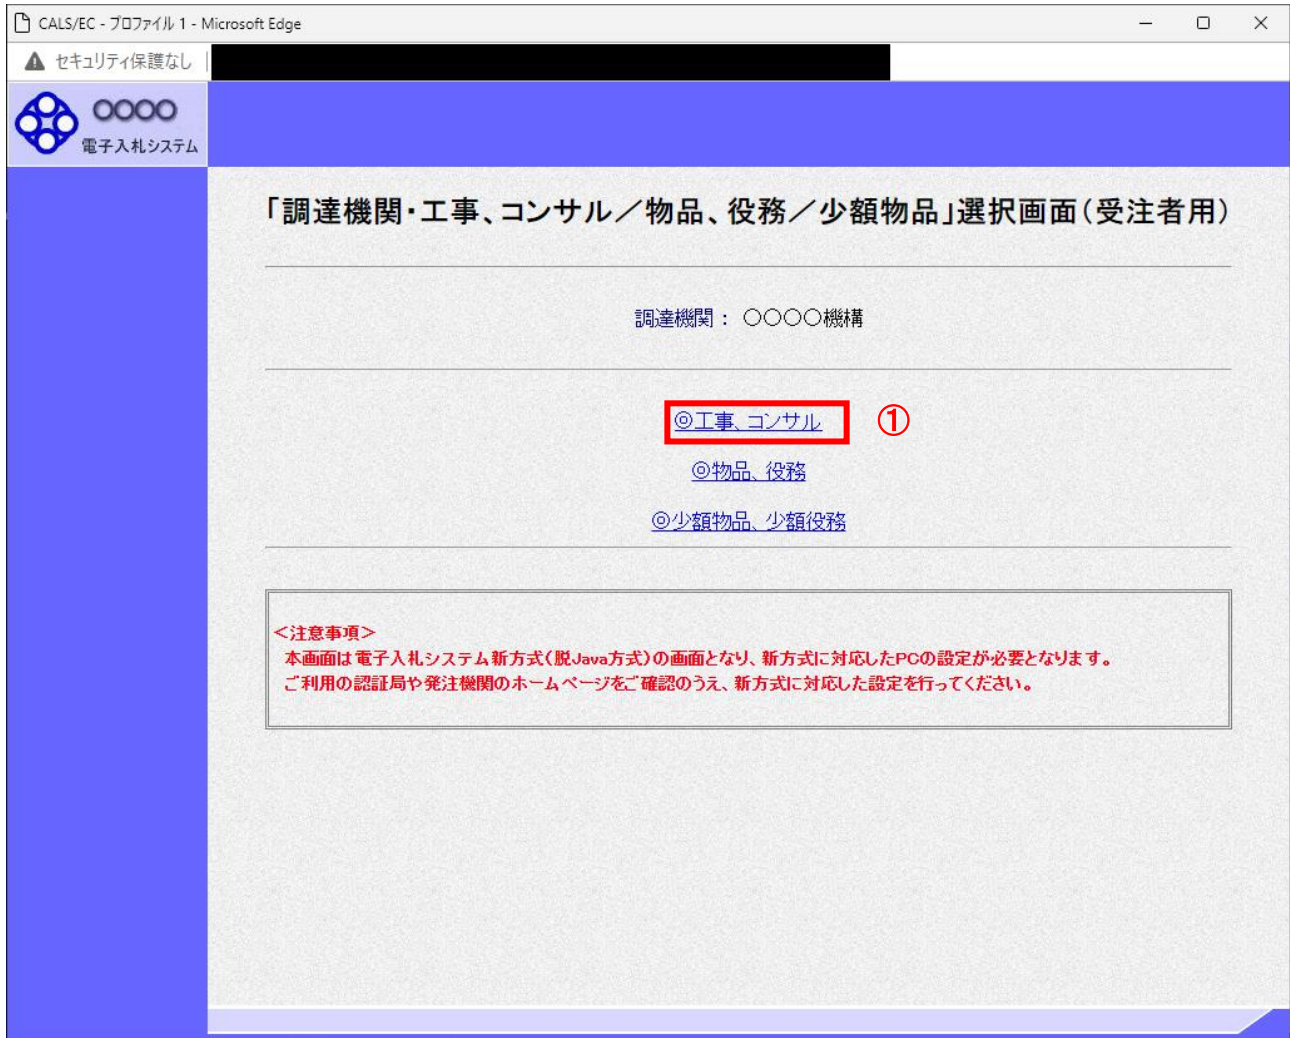 CALS/EC - プロファイル 1 - Microsoft Edge
セキュリティ保護なし
〇〇〇〇
電子入札システム
「調達機関・工事、コンサル／物品、役務／少額物品」選択画面（受注者用）
調達機関： 〇〇〇〇機構
◎工事、コンサル ①
◎物品、役務
◎少額物品、少額役務
＜注意事項＞
本画面は電子入札システム新方式（脱Java方式）の画面となり、新方式に対応したPCの設定が必要となります。
ご利用の認証局や発注機関のホームページをご確認のうえ、新方式に対応した設定を行ってください。